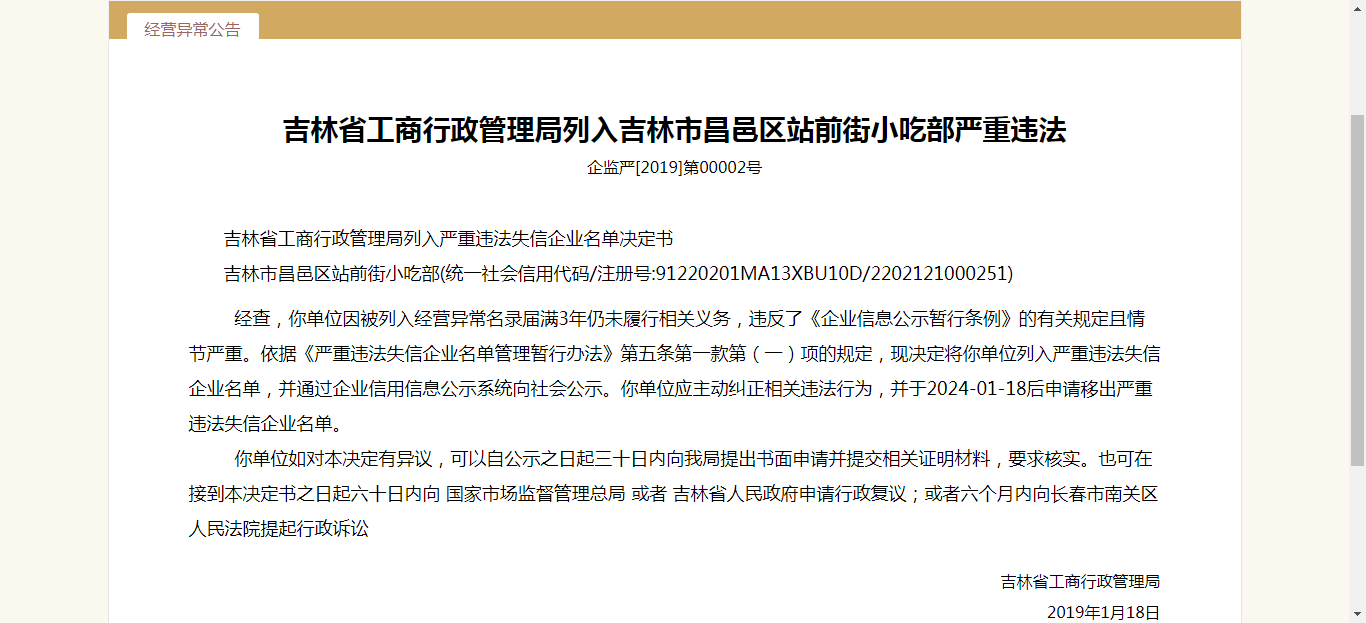 经营异常公告
吉林省工商行政管理局列入吉林市昌邑区站前街小吃部严重违法
企监严[2019]第00002号
吉林省工商行政管理局列入严重违法失信企业名单决定书
吉林市昌邑区站前街小吃部(统一社会信用代码/注册号:91220201MA13XBU10D/2202121000251)
经查，你单位因被列入经营异常名录届满3年仍未履行相关义务，违反了《企业信息公示暂行条例》的有关规定且情
节严重。依据《严重违法失信企业名单管理暂行办法》第五条第一款第（一）项的规定，现决定将你单位列入严重违法失信
企业名单，并通过企业信用信息公示系统向社会公示。你单位应主动纠正相关违法行为，并于2024-01-18后申请移出严重
违法失信企业名单。
你单位如对本决定有异议，可以自公示之日起三十日内向我局提出书面申请并提交相关证明材料，要求核实。也可在
接到本决定书之日起六十日内向 国家市场监督管理总局 或者 吉林省人民政府申请行政复议；或者六个月内向长春市南关区
人民法院提起行政诉讼
吉林省工商行政管理局
2019年1月18日